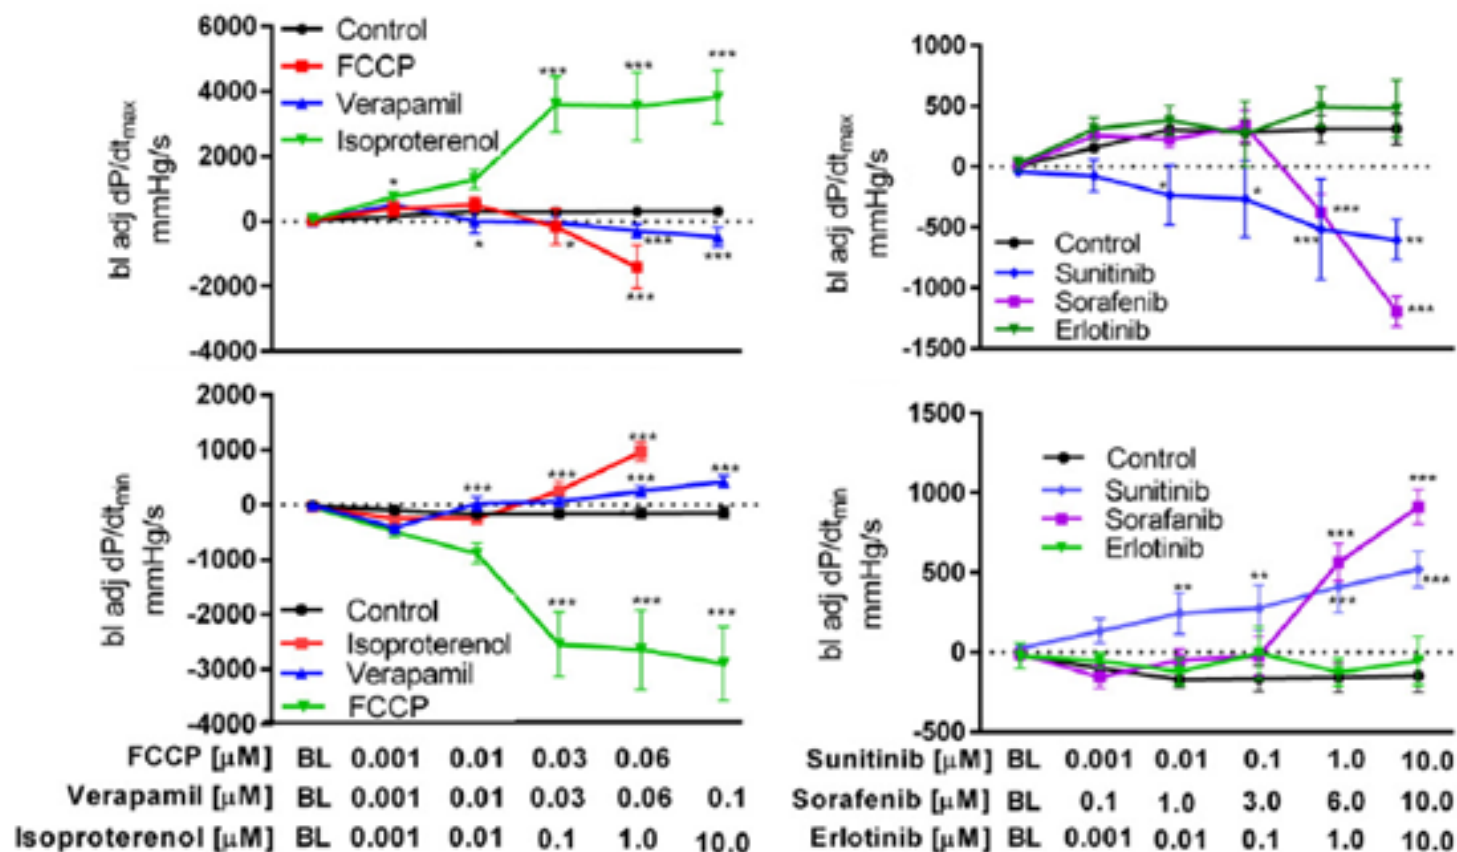 6000
4000
2000
0
-2000
-4000
bl adj dP/dtmax
mmHg/s
Control
FCCP
Verapamil
Isoproterenol
*
***
***
***
*
*
***
***
***
1000
500
0
-500
-1000
-1500
bl adj dP/dtmax
mmHg/s
Control
Sunitinib
Sorafenib
Erlotinib
*
*
***
***
**
***
2000
1000
0
-1000
-2000
-3000
-4000
bl adj dP/dtmin
mmHg/s
Control
Isoproterenol
Verapamil
FCCP
***
***
***
***
***
***
***
***
1500
1000
500
0
-500
bl adj dP/dtmin
mmHg/s
Control
Sunitinib
Sorafanib
Erlotinib
**
**
***
***
***
***
FCCP [µM] BL 0.001 0.01 0.03 0.06
Verapamil [µM] BL 0.001 0.01 0.03 0.06 0.1
Isoproterenol [µM] BL 0.001 0.01 0.1 1.0 10.0
Sunitinib [µM] BL 0.001 0.01 0.1 1.0 10.0
Sorafenib [µM] BL 0.1 1.0 3.0 6.0 10.0
Erlotinib [µM] BL 0.001 0.01 0.1 1.0 10.0